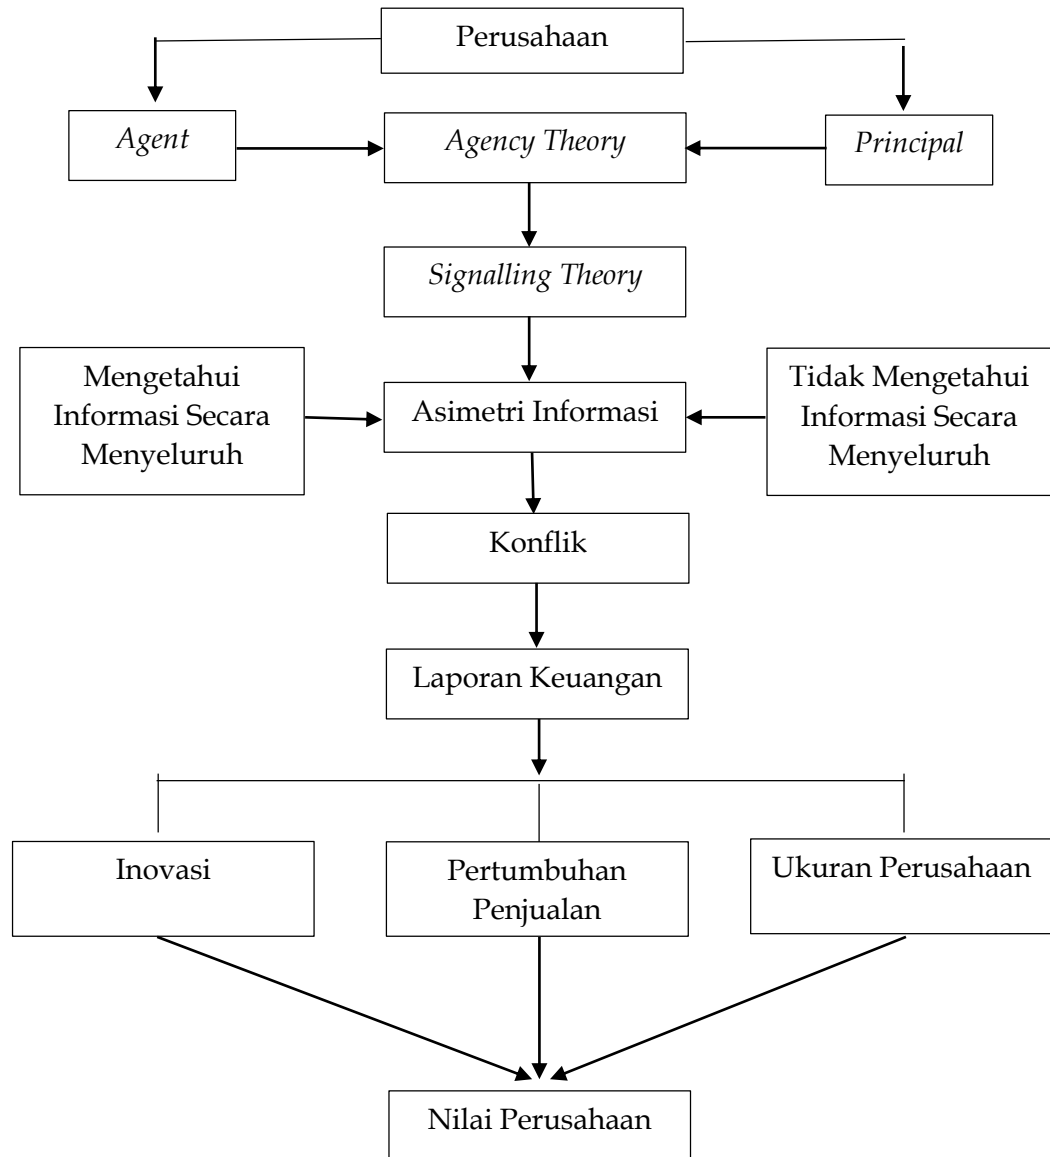 Perusahaan
Agent
Agency Theory
Principal
Signalling Theory
Mengetahui
Informasi Secara
Menyeluruh
Asimetri Informasi
Tidak Mengetahui
Informasi Secara
Menyeluruh
Konflik
Laporan Keuangan
Inovasi
Pertumbuhan
Penjualan
Ukuran Perusahaan
Nilai Perusahaan